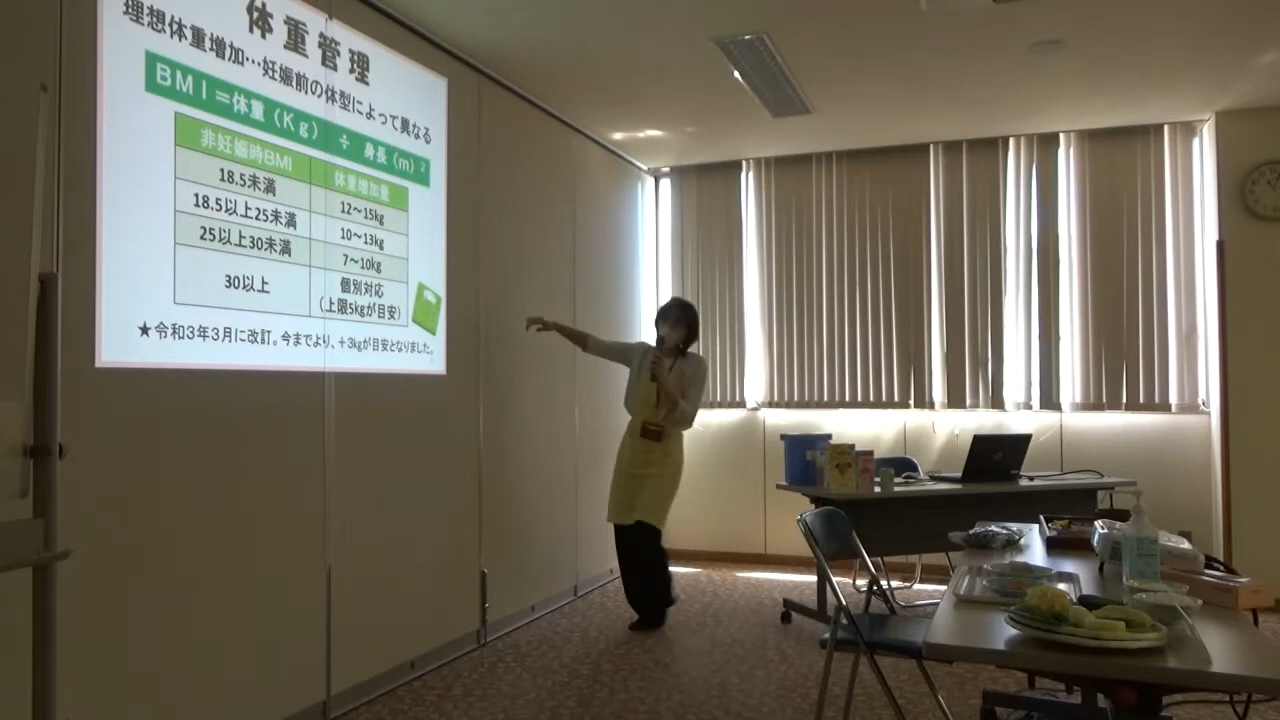 体重管理
理想体重増加…妊娠前の体型によって異なる
BMI＝体重（Kg） ÷ 身長（m）²
非妊娠時BMI 体重増加量
18.5未満 12～15kg
18.5以上25未満 10～13kg
25以上30未満 7～10kg
30以上 個別対応
（上限5kgが目安）
★令和3年3月に改訂。今までより、＋3kgが目安となりました。